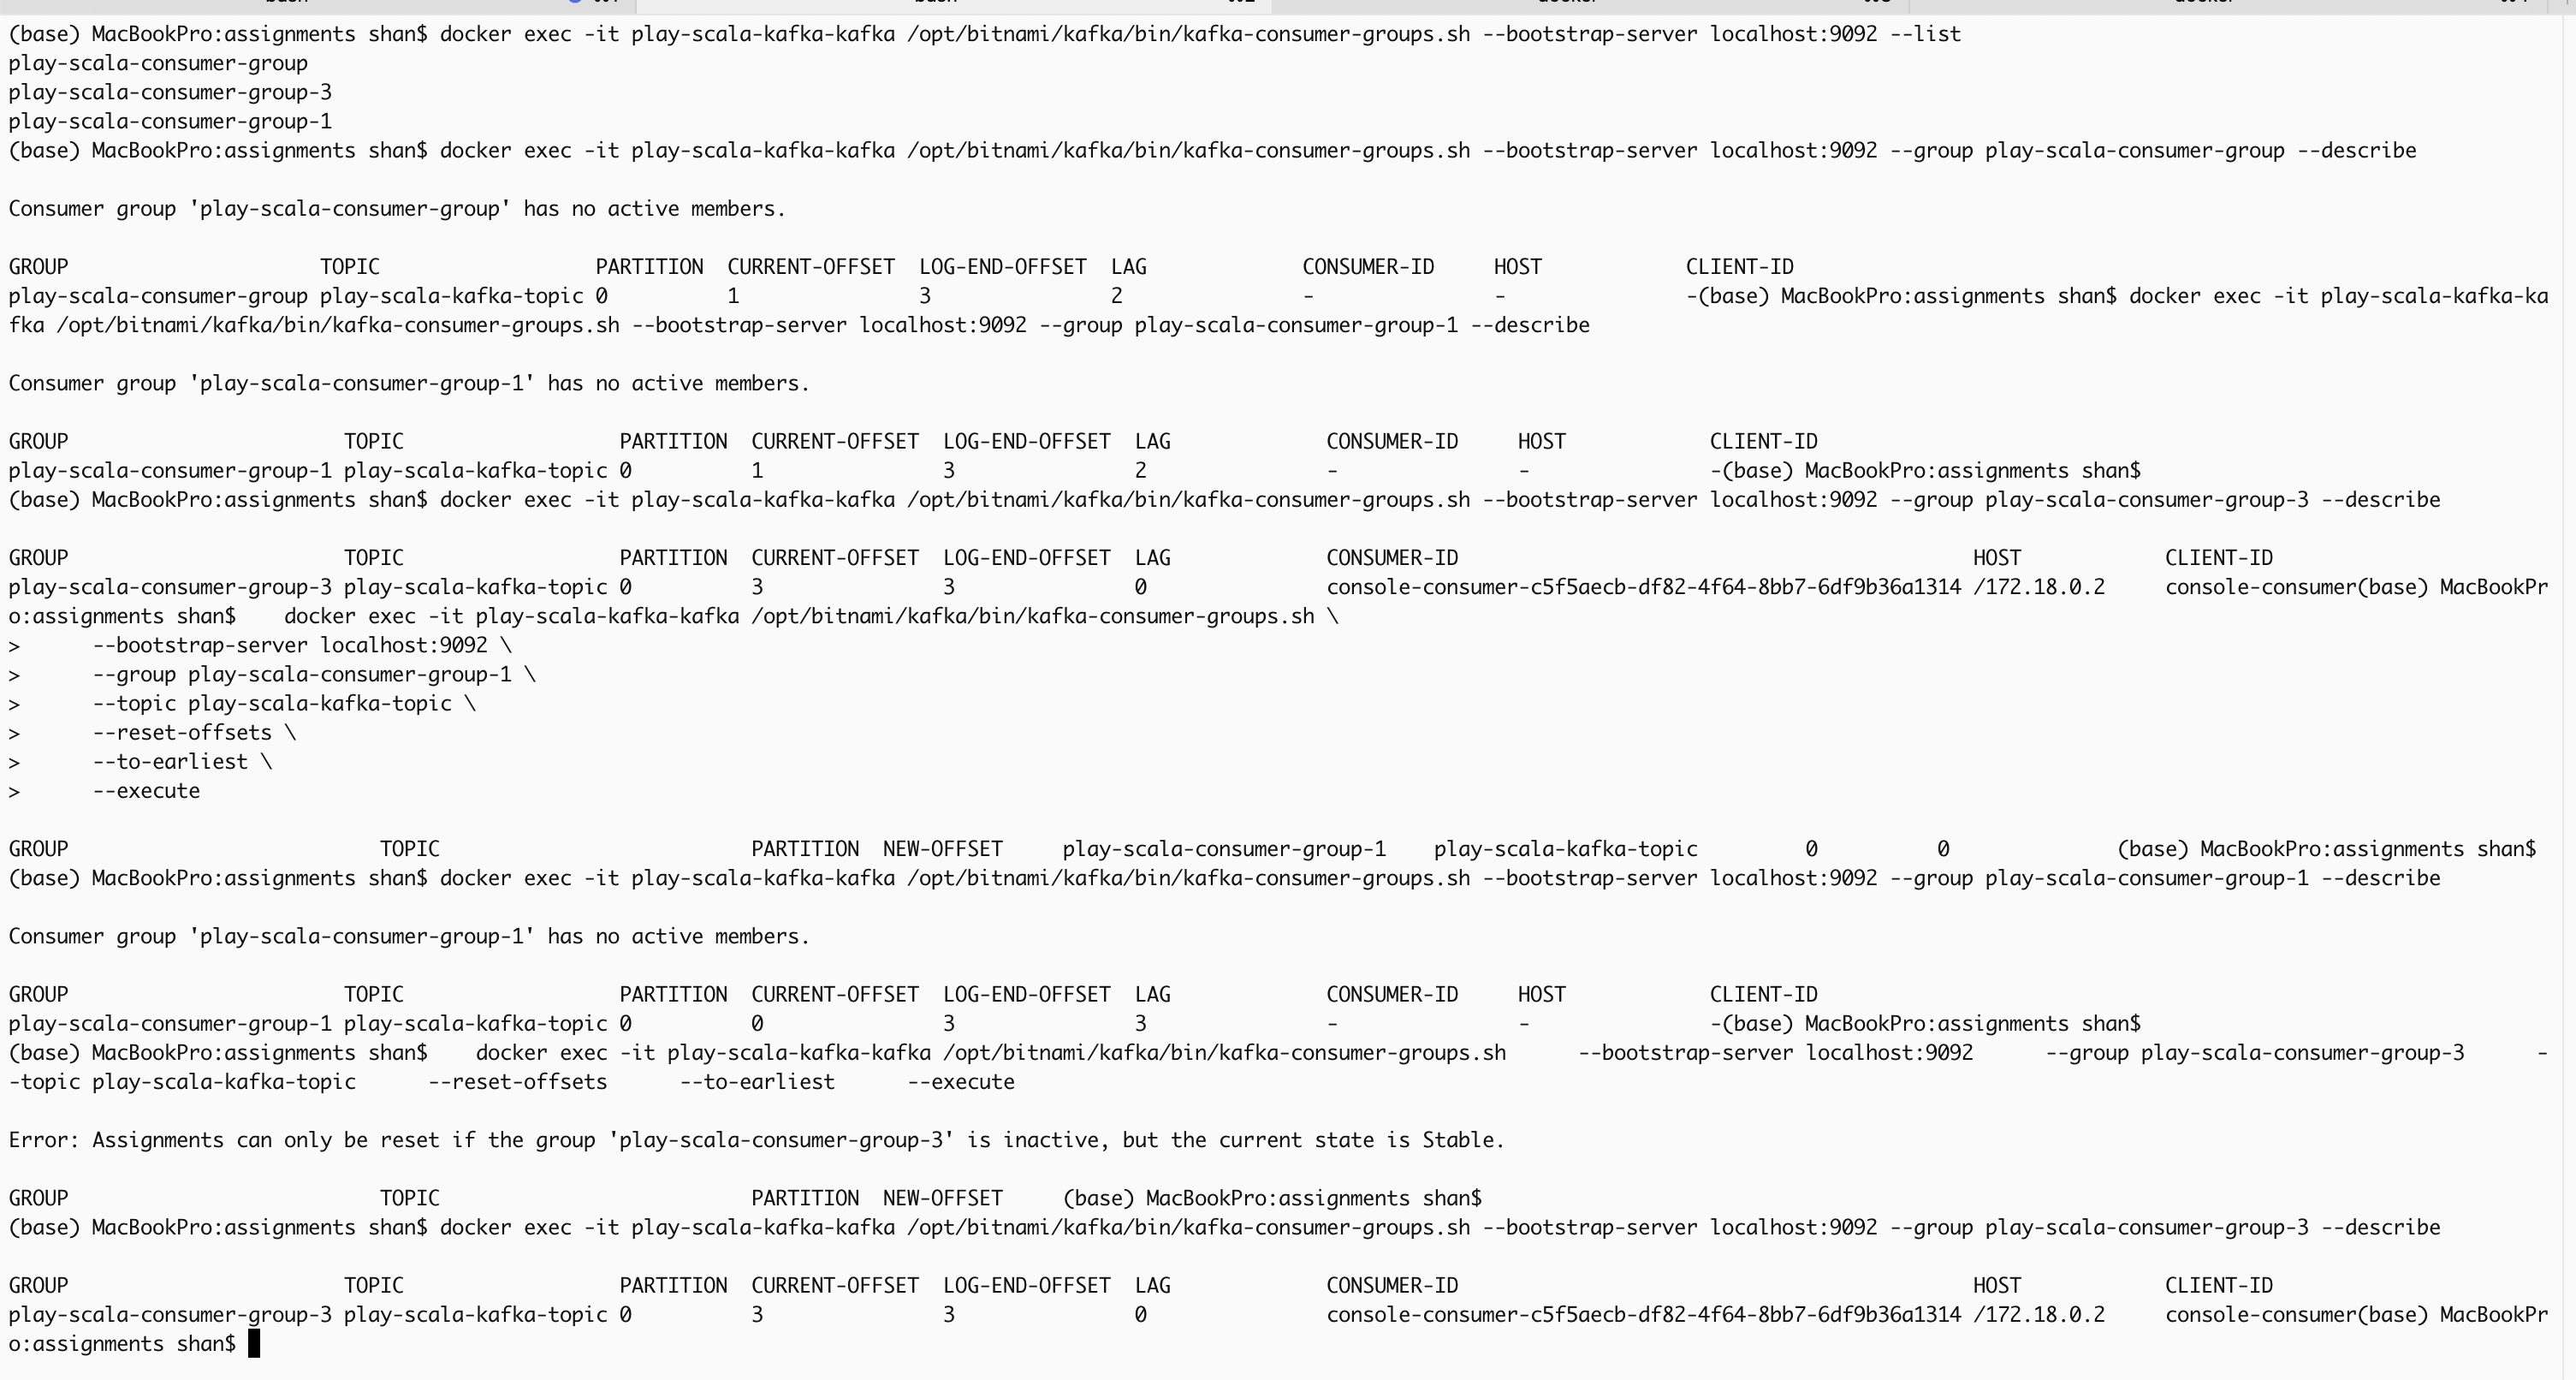 (base) MacBookPro:assignments shan$ docker exec -it play-scala-kafka-kafka /opt/bitnami/kafka/bin/kafka-consumer-groups.sh --bootstrap-server localhost:9092 --list
play-scala-consumer-group
play-scala-consumer-group-3
play-scala-consumer-group-1
(base) MacBookPro:assignments shan$ docker exec -it play-scala-kafka-kafka /opt/bitnami/kafka/bin/kafka-consumer-groups.sh --bootstrap-server localhost:9092 --group play-scala-consumer-group --describe
Consumer group 'play-scala-consumer-group' has no active members.
GROUP TOPIC PARTITION CURRENT-OFFSET LOG-END-OFFSET LAG CONSUMER-ID HOST CLIENT-ID
play-scala-consumer-group play-scala-kafka-topic 0 1 3 2 - - -(base) MacBookPro:assignments shan$ docker exec -it play-scala-kafka-ka
fka /opt/bitnami/kafka/bin/kafka-consumer-groups.sh --bootstrap-server localhost:9092 --group play-scala-consumer-group-1 --describe
Consumer group 'play-scala-consumer-group-1' has no active members.
GROUP TOPIC PARTITION CURRENT-OFFSET LOG-END-OFFSET LAG CONSUMER-ID HOST CLIENT-ID
play-scala-consumer-group-1 play-scala-kafka-topic 0 1 3 2 - - -(base) MacBookPro:assignments shan$
(base) MacBookPro:assignments shan$ docker exec -it play-scala-kafka-kafka /opt/bitnami/kafka/bin/kafka-consumer-groups.sh --bootstrap-server localhost:9092 --group play-scala-consumer-group-3 --describe
GROUP TOPIC PARTITION CURRENT-OFFSET LOG-END-OFFSET LAG CONSUMER-ID HOST CLIENT-ID
play-scala-consumer-group-3 play-scala-kafka-topic 0 3 3 0 console-consumer-c5f5aecb-df82-4f64-8bb7-6df9b36a1314 /172.18.0.2 console-consumer(base) MacBookPr
o:assignments shan$ docker exec -it play-scala-kafka-kafka /opt/bitnami/kafka/bin/kafka-consumer-groups.sh \
> --bootstrap-server localhost:9092 \
> --group play-scala-consumer-group-1 \
> --topic play-scala-kafka-topic \
> --reset-offsets \
> --to-earliest \
> --execute
GROUP TOPIC PARTITION NEW-OFFSET play-scala-consumer-group-1 play-scala-kafka-topic 0 0 (base) MacBookPro:assignments shan$
(base) MacBookPro:assignments shan$ docker exec -it play-scala-kafka-kafka /opt/bitnami/kafka/bin/kafka-consumer-groups.sh --bootstrap-server localhost:9092 --group play-scala-consumer-group-1 --describe
Consumer group 'play-scala-consumer-group-1' has no active members.
GROUP TOPIC PARTITION CURRENT-OFFSET LOG-END-OFFSET LAG CONSUMER-ID HOST CLIENT-ID
play-scala-consumer-group-1 play-scala-kafka-topic 0 0 3 3 - - -(base) MacBookPro:assignments shan$
(base) MacBookPro:assignments shan$ docker exec -it play-scala-kafka-kafka /opt/bitnami/kafka/bin/kafka-consumer-groups.sh --bootstrap-server localhost:9092 --group play-scala-consumer-group-3 -
-topic play-scala-kafka-topic --reset-offsets --to-earliest --execute
Error: Assignments can only be reset if the group 'play-scala-consumer-group-3' is inactive, but the current state is Stable.
GROUP TOPIC PARTITION NEW-OFFSET (base) MacBookPro:assignments shan$
(base) MacBookPro:assignments shan$ docker exec -it play-scala-kafka-kafka /opt/bitnami/kafka/bin/kafka-consumer-groups.sh --bootstrap-server localhost:9092 --group play-scala-consumer-group-3 --describe
GROUP TOPIC PARTITION CURRENT-OFFSET LOG-END-OFFSET LAG CONSUMER-ID HOST CLIENT-ID
play-scala-consumer-group-3 play-scala-kafka-topic 0 3 3 0 console-consumer-c5f5aecb-df82-4f64-8bb7-6df9b36a1314 /172.18.0.2 console-consumer(base) MacBookPr
o:assignments shan$